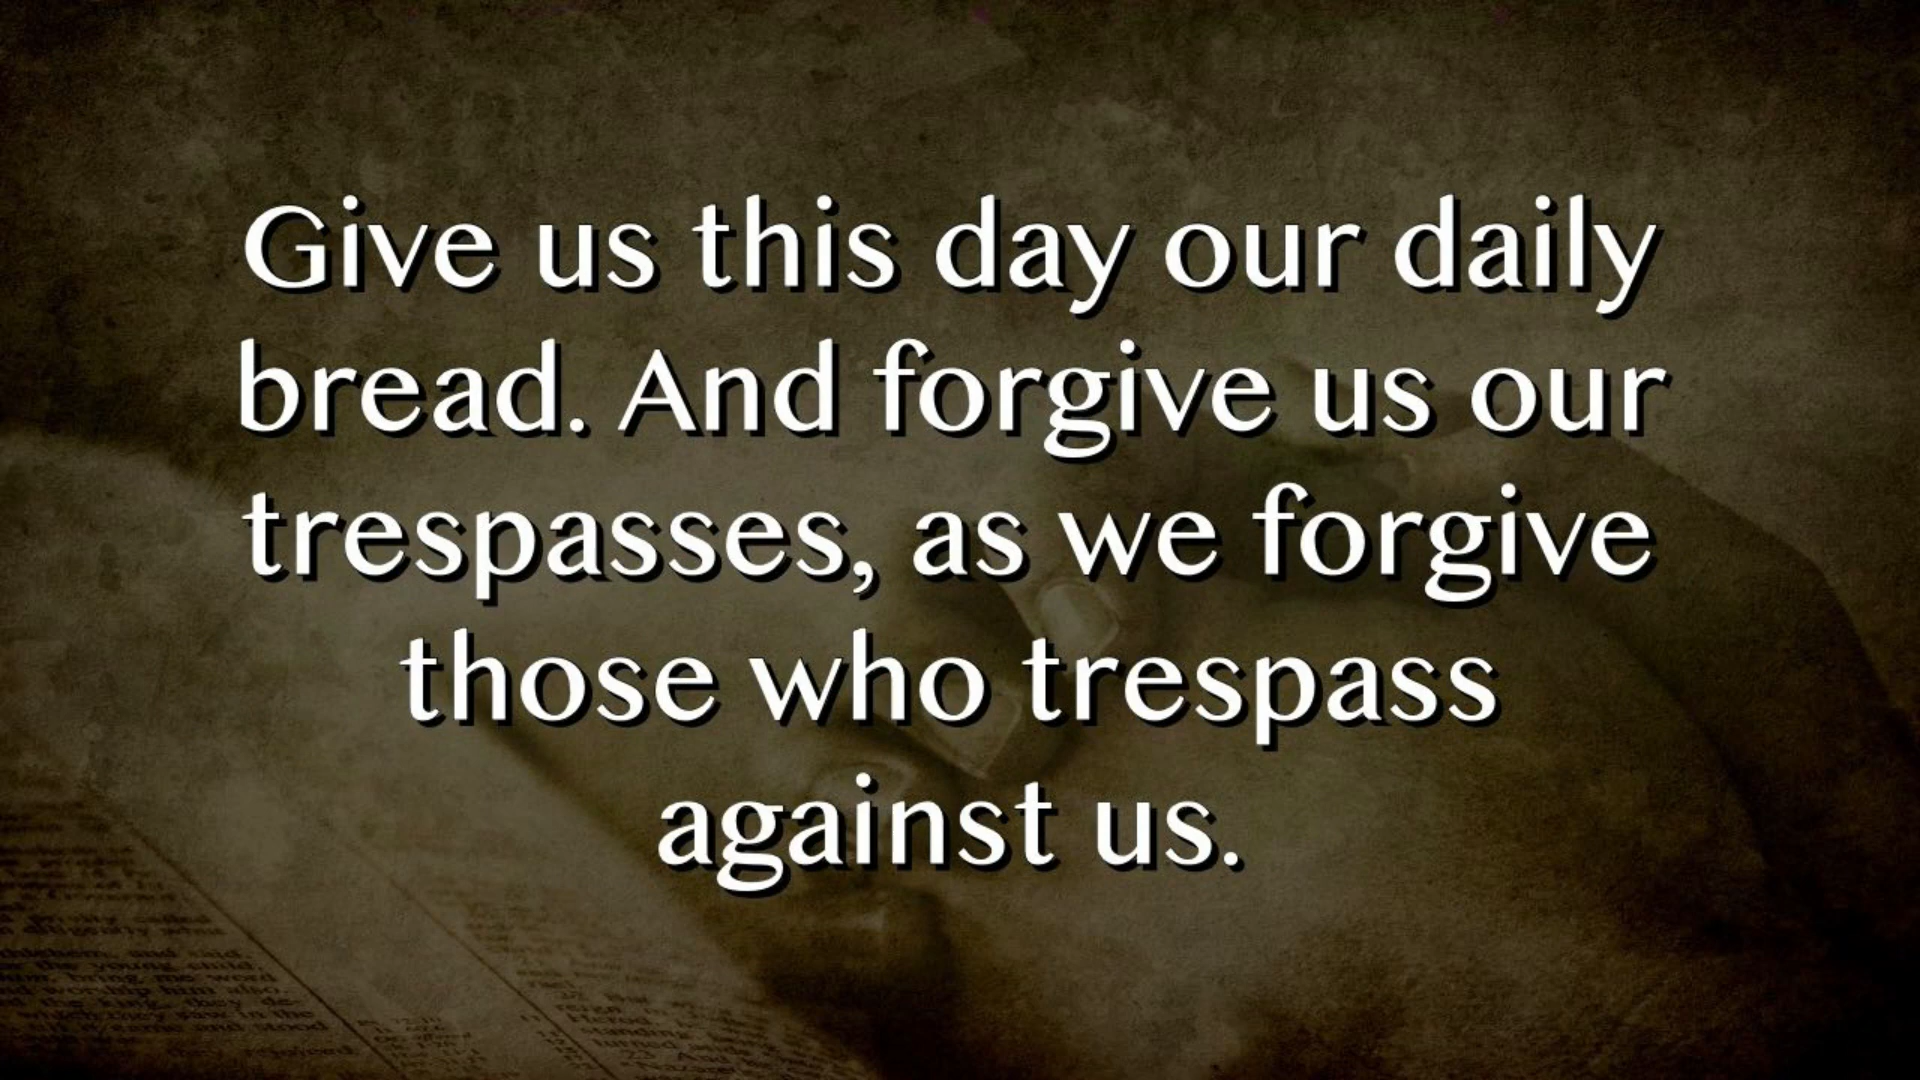 Give us this day our daily
bread. And forgive us our
trespasses, as we forgive
those who trespass
against us.